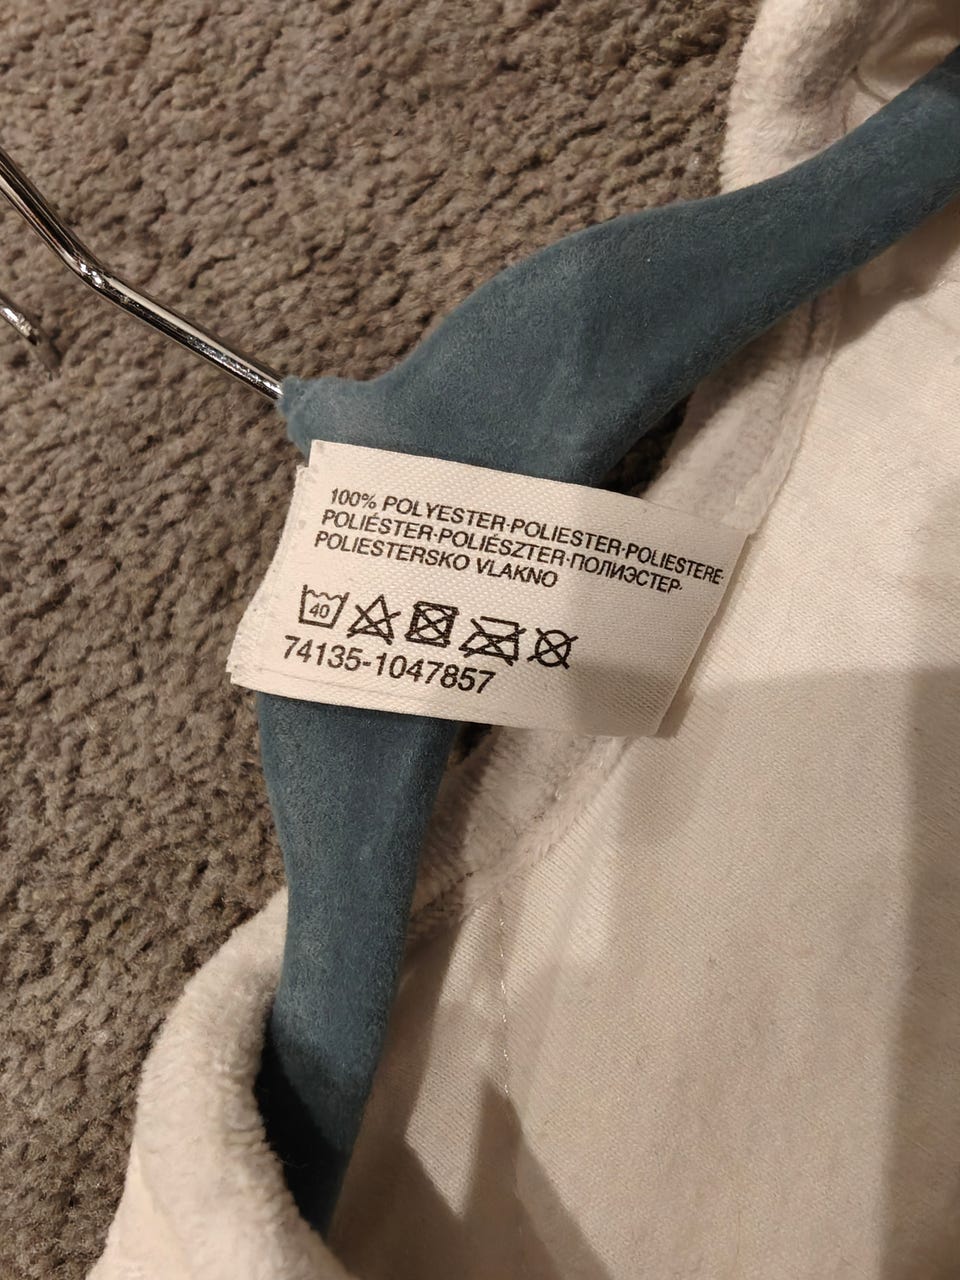 100% POLYESTER·POLIESTER·POLIESTERE·
POLIÉSTER·POLIÉSZTER·ПОЛИЭСТЕР·
POLIESTERSKO VLAKNO
40
74135-1047857